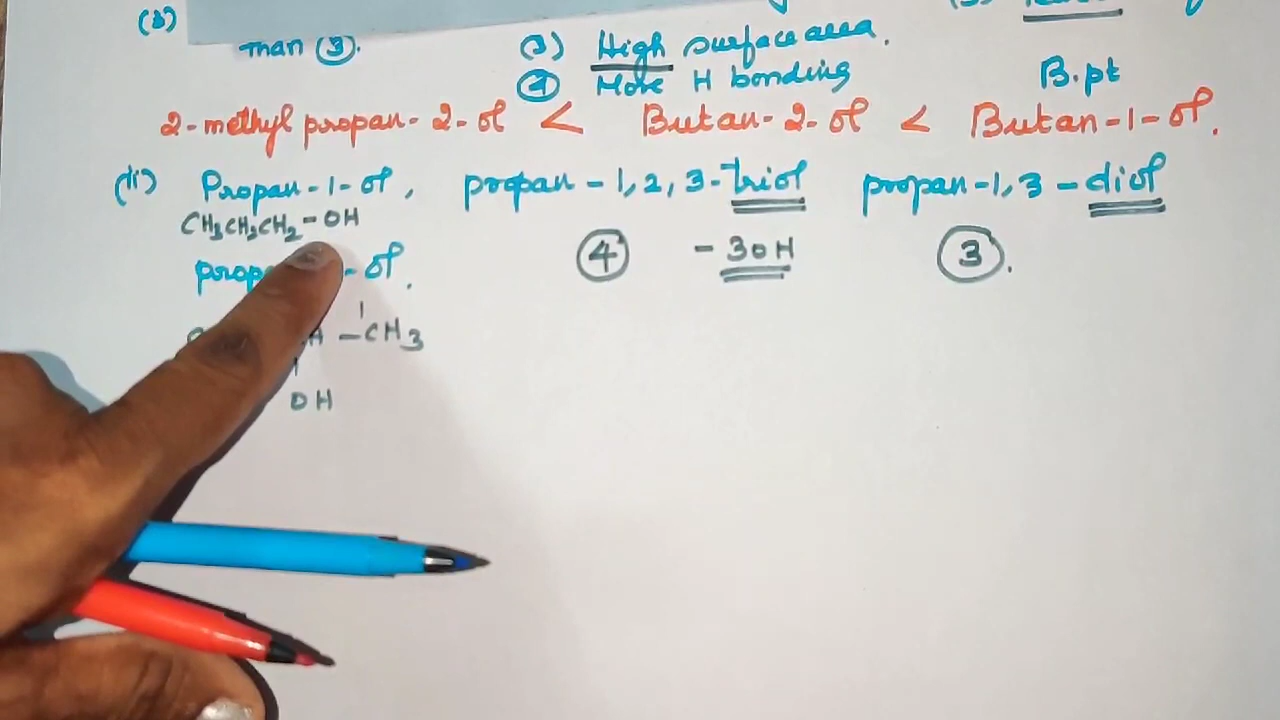 (3)
than (3).
(3) High surface area.
(4) More H bonding
B.pt
2-methyl propan-2-ol < Butan-2-ol < Butan-1-ol.
(ii) Propan-1-ol, propan-1,2,3-triol propan-1,3-diol
CH3CH2CH2-OH
-ol.
(4) -3OH (3).
-CH3
OH